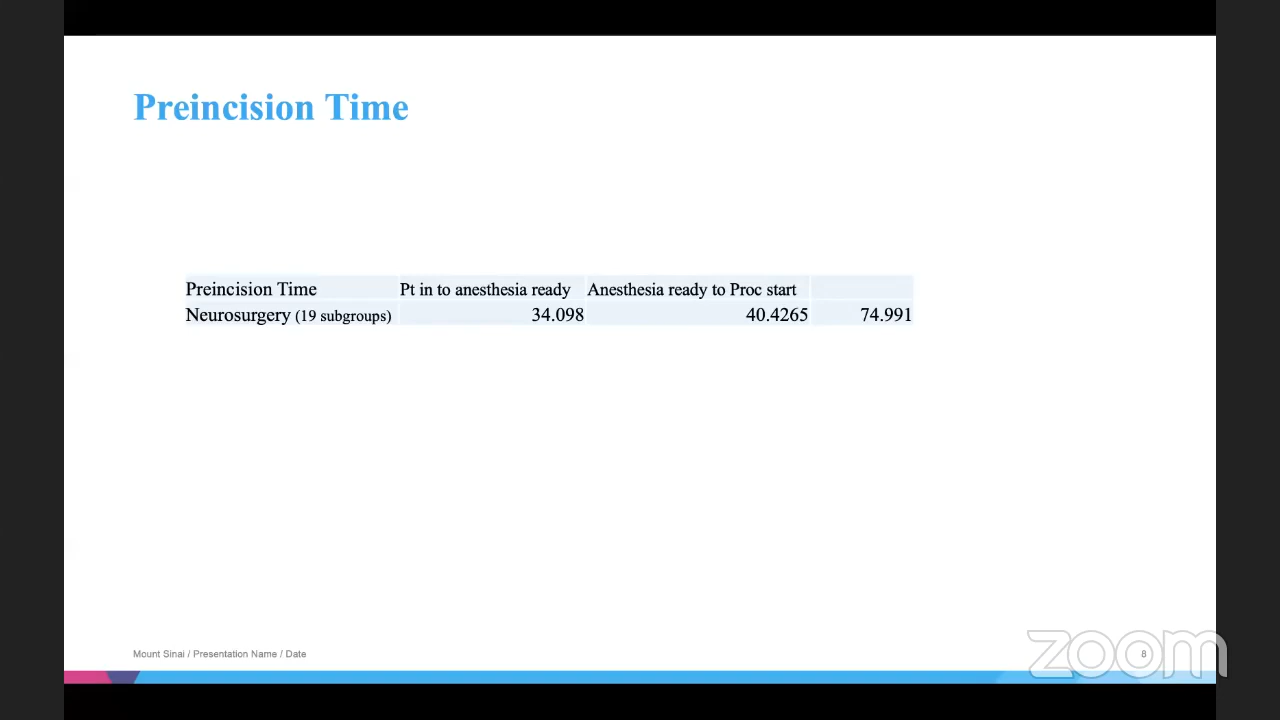 Preincision Time
Preincision Time Pt in to anesthesia ready Anesthesia ready to Proc start
Neurosurgery (19 subgroups) 34.098 40.4265 74.991
Mount Sinai / Presentation Name / Date
8
zoom